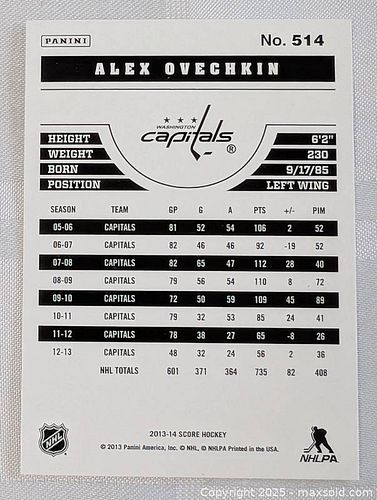 PANINI
No. 514
ALEX OVECHKIN
WASHINGTON
capitals
®
HEIGHT 6'2"
WEIGHT 230
BORN 9/17/85
POSITION LEFT WING
SEASON TEAM GP G A PTS +/- PIM
05-06 CAPITALS 81 52 54 106 2 52
06-07 CAPITALS 82 46 46 92 -19 52
07-08 CAPITALS 82 65 47 112 28 40
08-09 CAPITALS 79 56 54 110 8 72
09-10 CAPITALS 72 50 59 109 45 89
10-11 CAPITALS 79 32 53 85 24 41
11-12 CAPITALS 78 38 27 65 -8 26
12-13 CAPITALS 48 32 24 56 2 36
NHL TOTALS 601 371 364 735 82 408
2013-14 SCORE HOCKEY
© 2013 Panini America, Inc. © NHL, © NHLPA Printed in the USA.
NHL
NHLPA
Copyright 2025 - maxsold.com